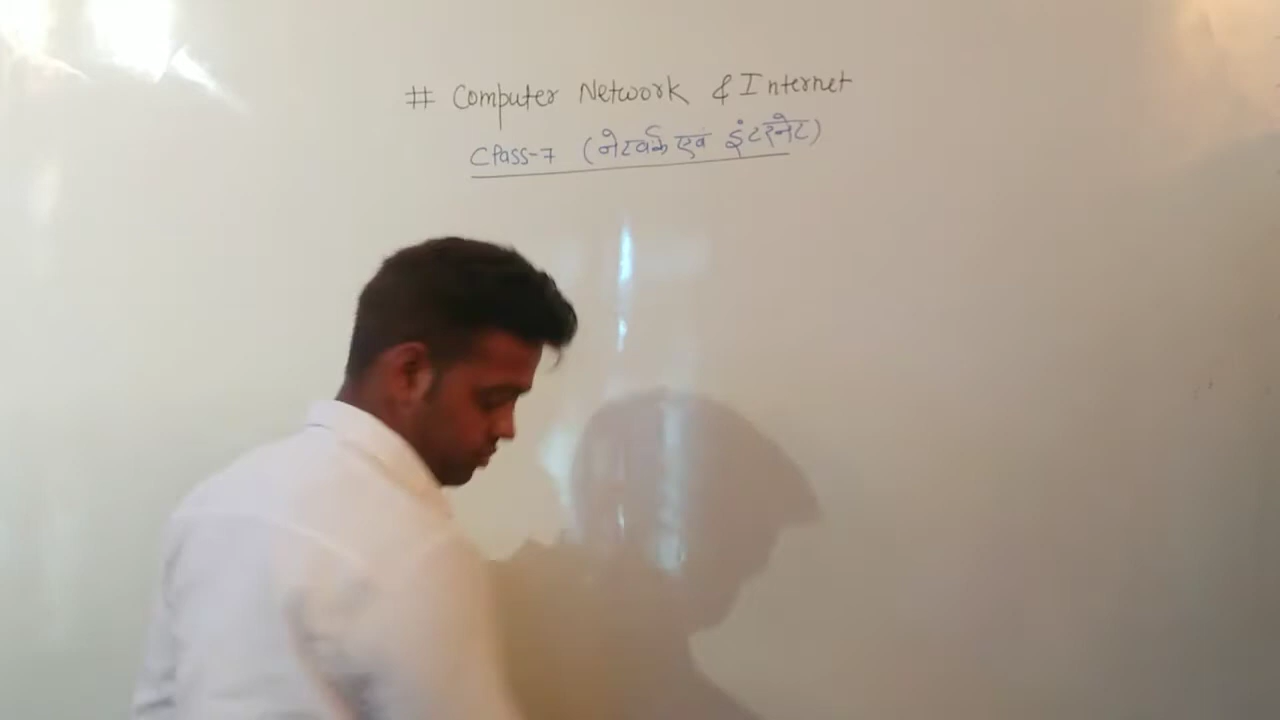 # Computer Network & Internet
Class-7 (नेटवर्क एवं इंटरनेट)